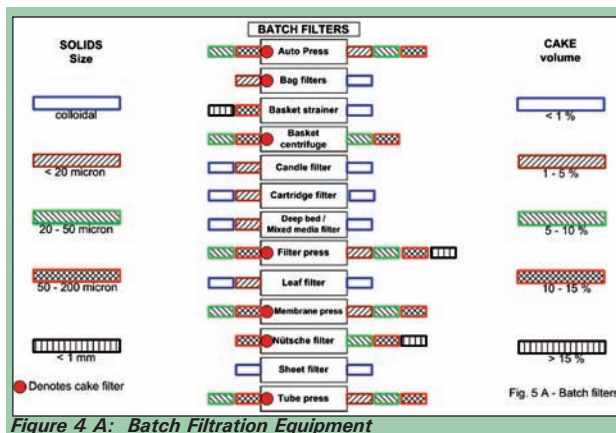 BATCH FILTERS
SOLIDS
Size
CAKE
volume
colloidal
< 20 micron
20 - 50 micron
50 - 200 micron
< 1 mm
Denotes cake filter
Auto Press
Bag filters
Basket strainer
Basket
centrifuge
Candle filter
Cartridge filter
Deep bed /
Mixed media filter
Filter press
Leaf filter
Membrane press
Nütsche filter
Sheet filter
Tube press
< 1 %
1 - 5 %
5 - 10 %
10 - 15 %
> 15 %
Fig. 5 A - Batch filters
Figure 4 A: Batch Filtration Equipment